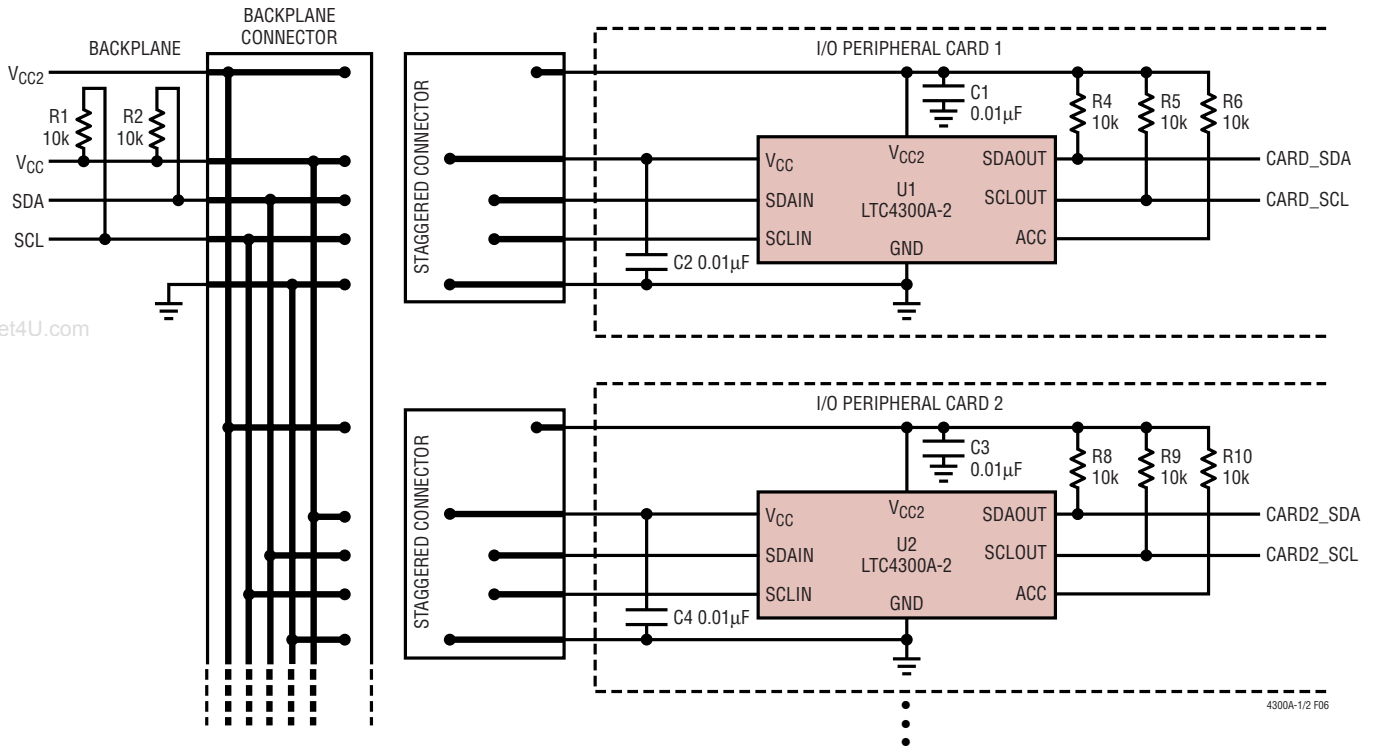 BACKPLANE
CONNECTOR
BACKPLANE
VCC2
R1
10k
R2
10k
VCC
SDA
SCL
STAGGERED CONNECTOR
I/O PERIPHERAL CARD 1
C1
0.01µF
R4
10k
R5
10k
R6
10k
VCC
VCC2
SDAOUT
CARD_SDA
SDAIN
U1
LTC4300A-2
SCLOUT
CARD_SCL
SCLIN
GND
ACC
C2 0.01µF
et4U.com
STAGGERED CONNECTOR
I/O PERIPHERAL CARD 2
C3
0.01µF
R8
10k
R9
10k
R10
10k
VCC
VCC2
SDAOUT
CARD2_SDA
SDAIN
U2
LTC4300A-2
SCLOUT
CARD2_SCL
SCLIN
GND
ACC
C4 0.01µF
4300A-1/2 F06